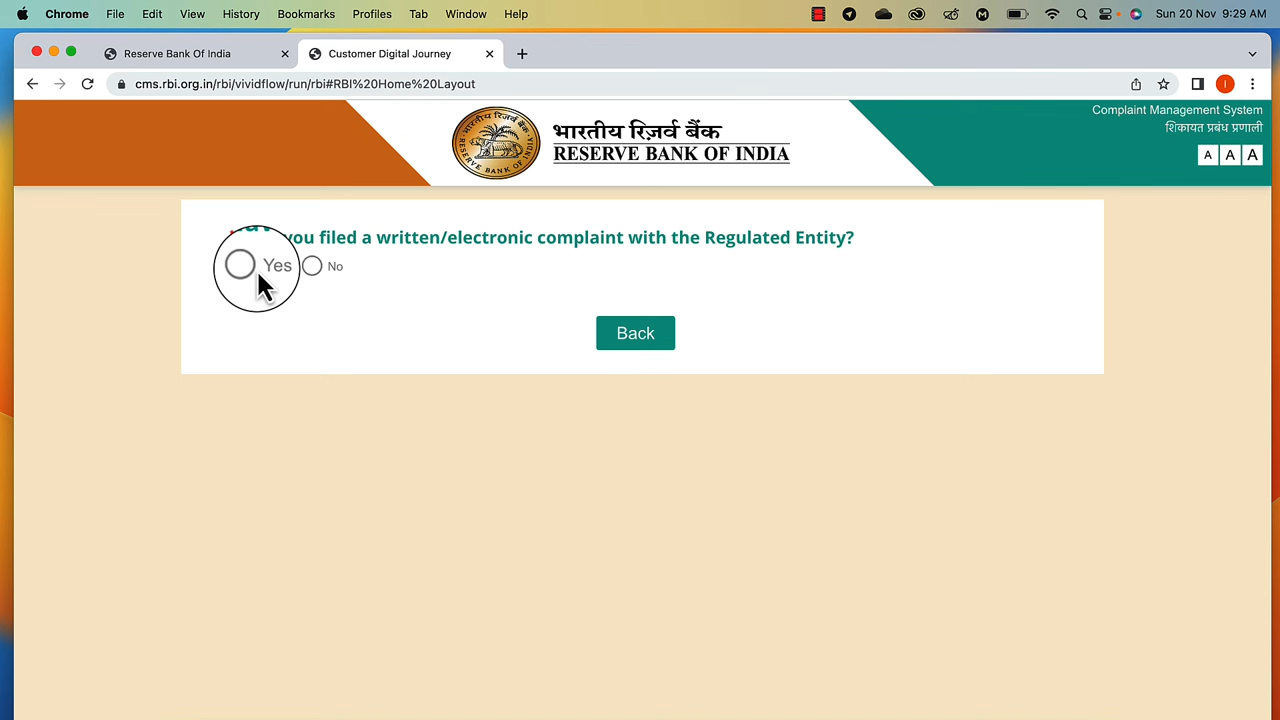 Chrome File Edit View History Bookmarks Profiles Tab Window Help Sun 20 Nov 9:29 AM
Reserve Bank Of India Customer Digital Journey
cms.rbi.org.in/rbi/vividflow/run/rbi#RBI%20Home%20Layout I
Complaint Management System
शिकायत प्रबंध प्रणाली
A A A
भारतीय रिज़र्व बैंक
RESERVE BANK OF INDIA
you filed a written/electronic complaint with the Regulated Entity?
Yes No
Back